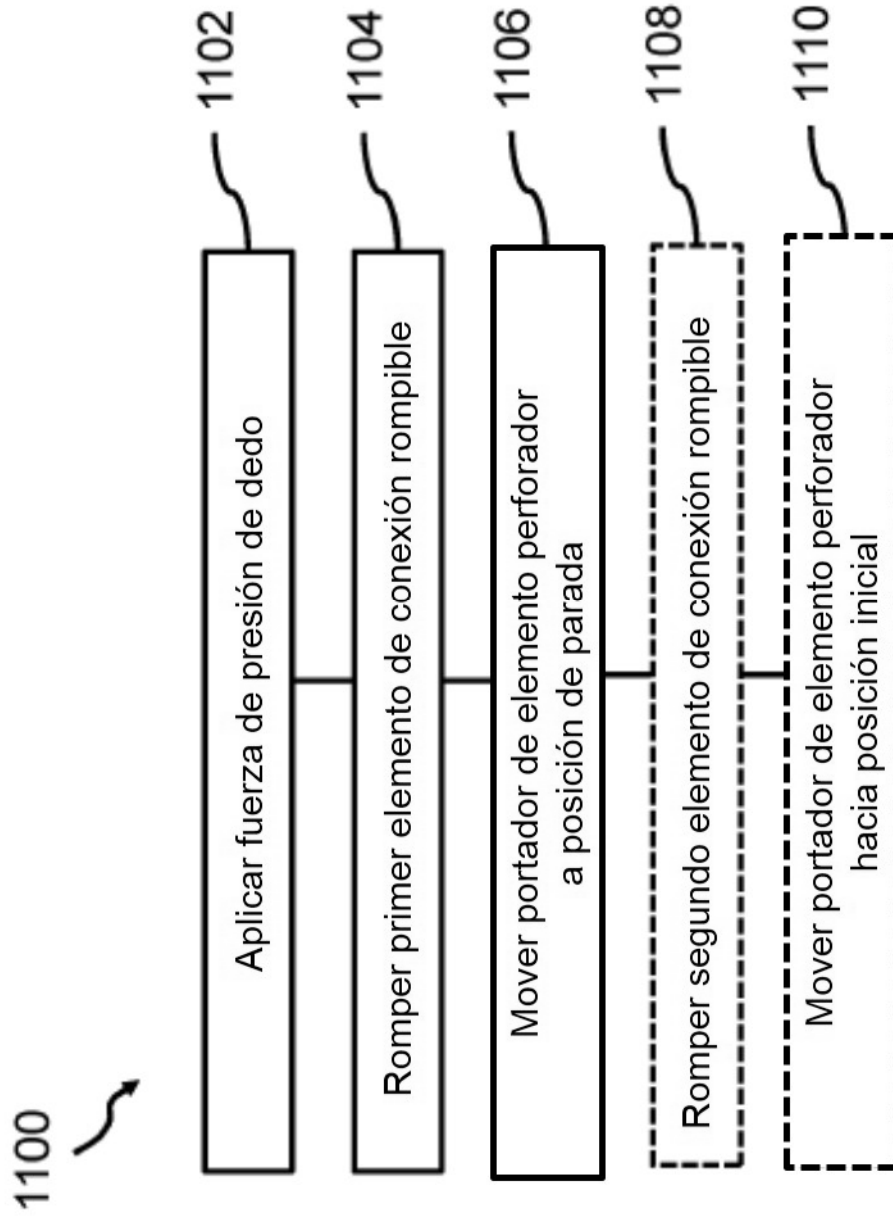 1100
Aplicar fuerza de presión de dedo
1102
Romper primer elemento de conexión rompible
1104
Mover portador de elemento perforador
a posición de parada
1106
Romper segundo elemento de conexión rompible
1108
Mover portador de elemento perforador
hacia posición inicial
1110